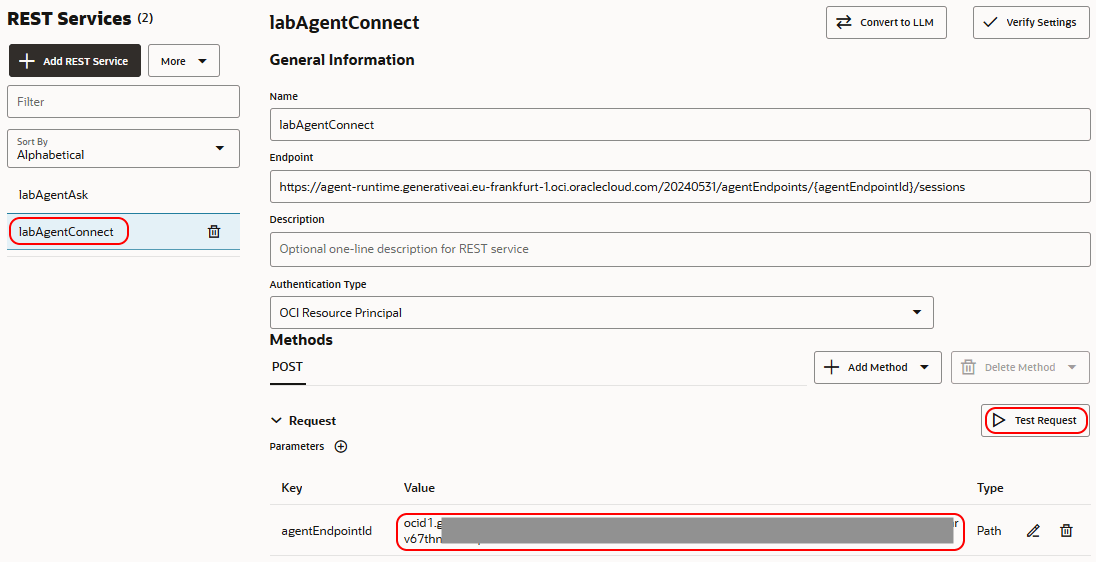 REST Services (2)
Add REST Service
More
Filter
Sort By
Alphabetical
labAgentAsk
labAgentConnect
labAgentConnect
Convert to LLM
Verify Settings
General Information
Name
labAgentConnect
Endpoint
https://agent-runtime.generativeai.eu-frankfurt-1.oci.oraclecloud.com/20240531/agentEndpoints/{agentEndpointId}/sessions
Description
Optional one-line description for REST service
Authentication Type
OCI Resource Principal
Methods
POST
Add Method
Delete Method
Request
Test Request
Parameters
Key Value Type
agentEndpointId
ocid1.g
v67thn
Path